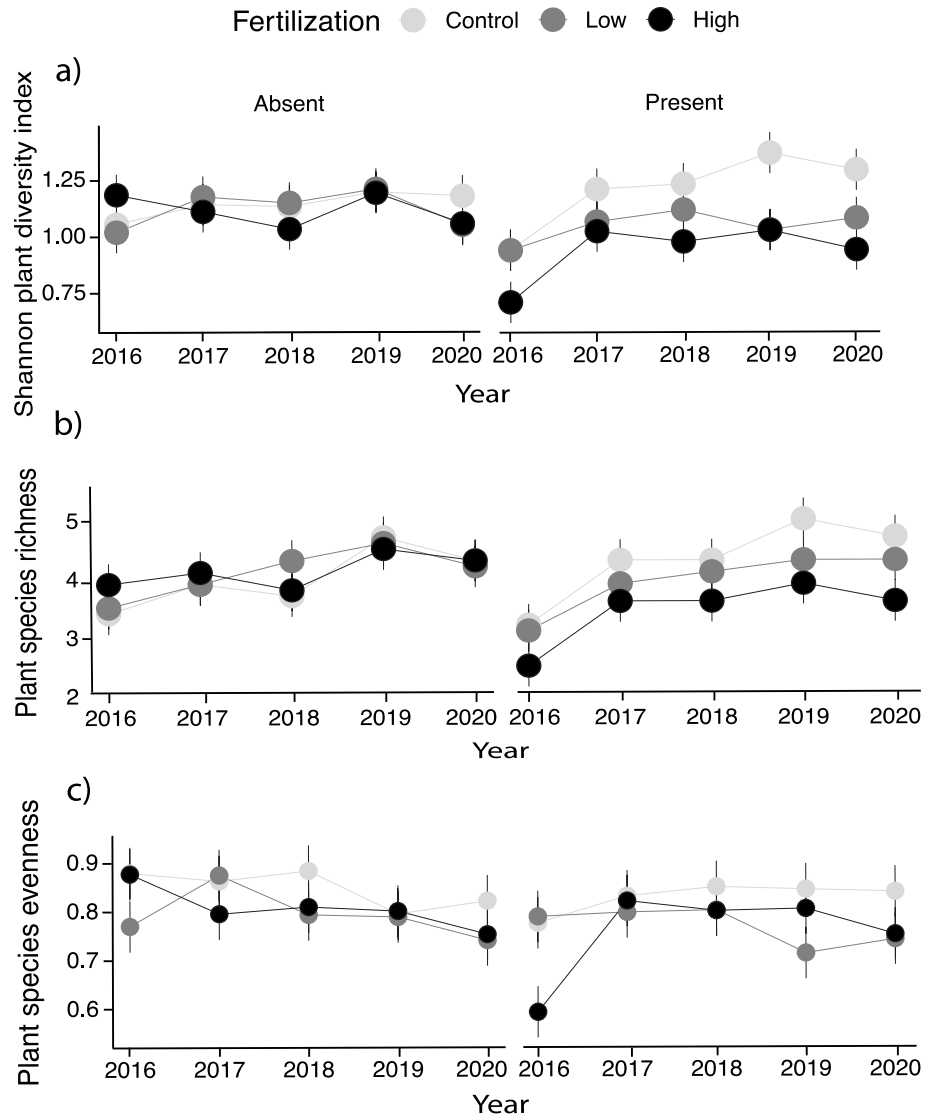 Fertilization Control Low High
a)
Absent Present
Shannon plant diversity index
1.25
1.00
0.75
2016 2017 2018 2019 2020 2016 2017 2018 2019 2020
Year
b)
Plant species richness
5
4
3
2
2016 2017 2018 2019 2020 2016 2017 2018 2019 2020
Year
c)
Plant species evenness
0.9
0.8
0.7
0.6
2016 2017 2018 2019 2020 2016 2017 2018 2019 2020
Year